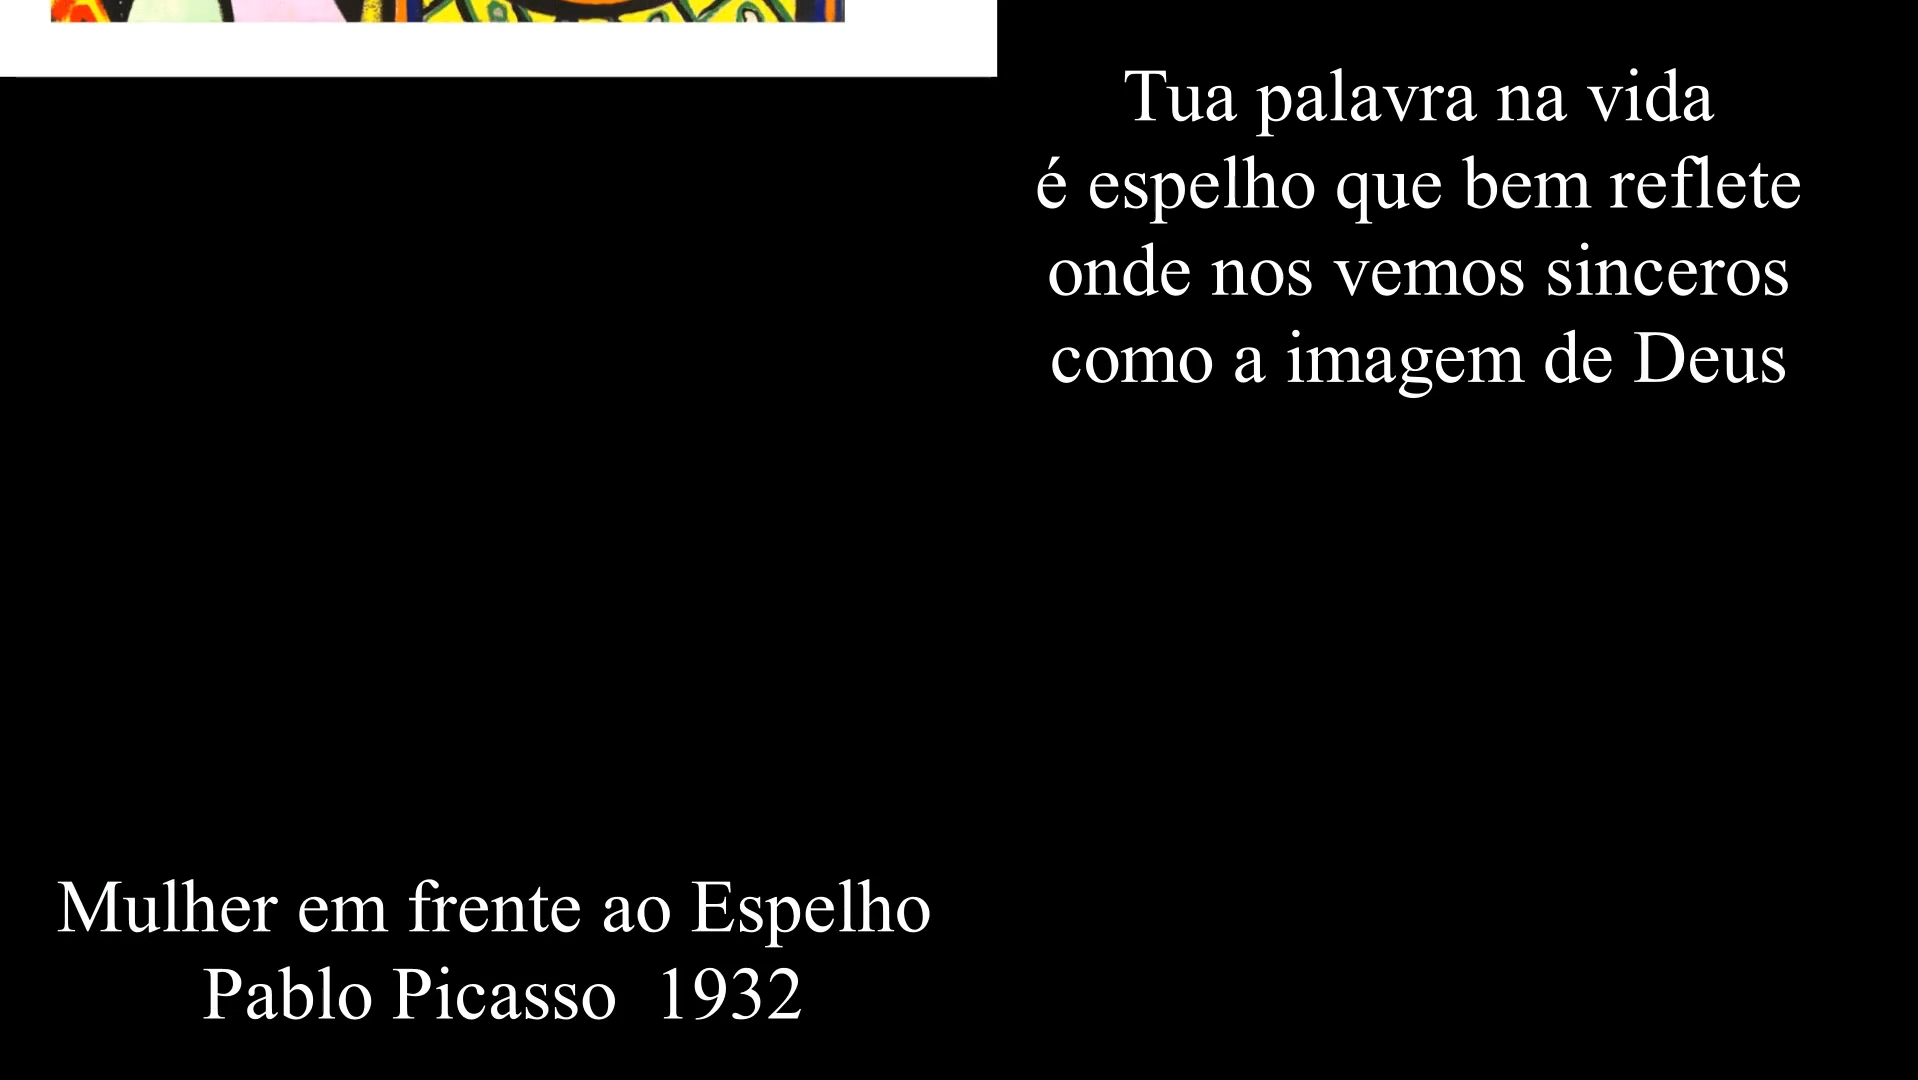 Tua palavra na vida
é espelho que bem reflete
onde nos vemos sinceros
como a imagem de Deus
Mulher em frente ao Espelho
Pablo Picasso  1932